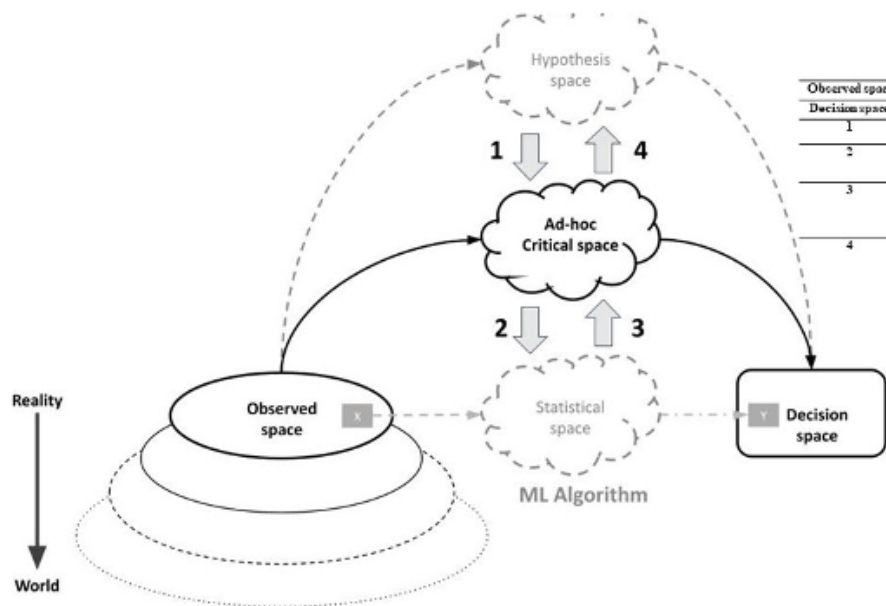 Hypothesis
space
1
4
Ad-hoc
Critical space
2
3
Reality
World
Observed
space
X
Statistical
space
ML Algorithm
Y
Decision
space
Observed spac
Decision space
1
2
3
4